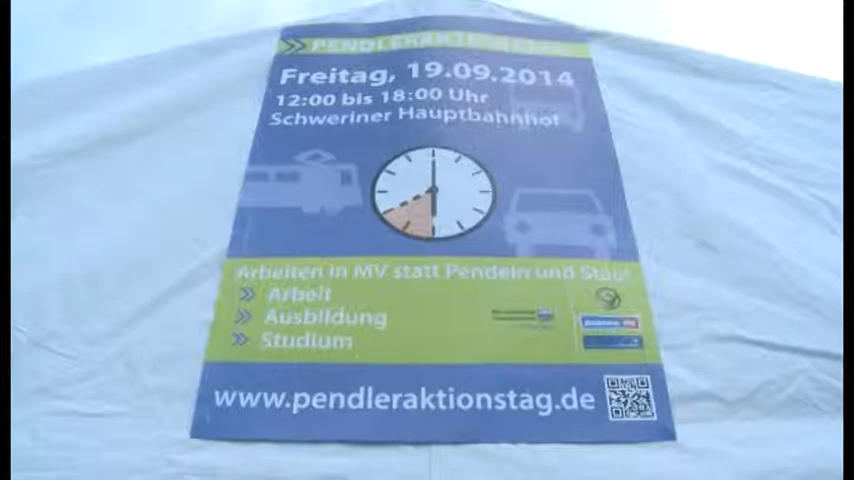 PENDLERAKTIONSTAG
Freitag, 19.09.2014
12:00 bis 18:00 Uhr
Schweriner Hauptbahnhof
Arbeiten in MV statt Pendeln und Stau!
» Arbeit
» Ausbildung
» Studium
www.pendleraktionstag.de